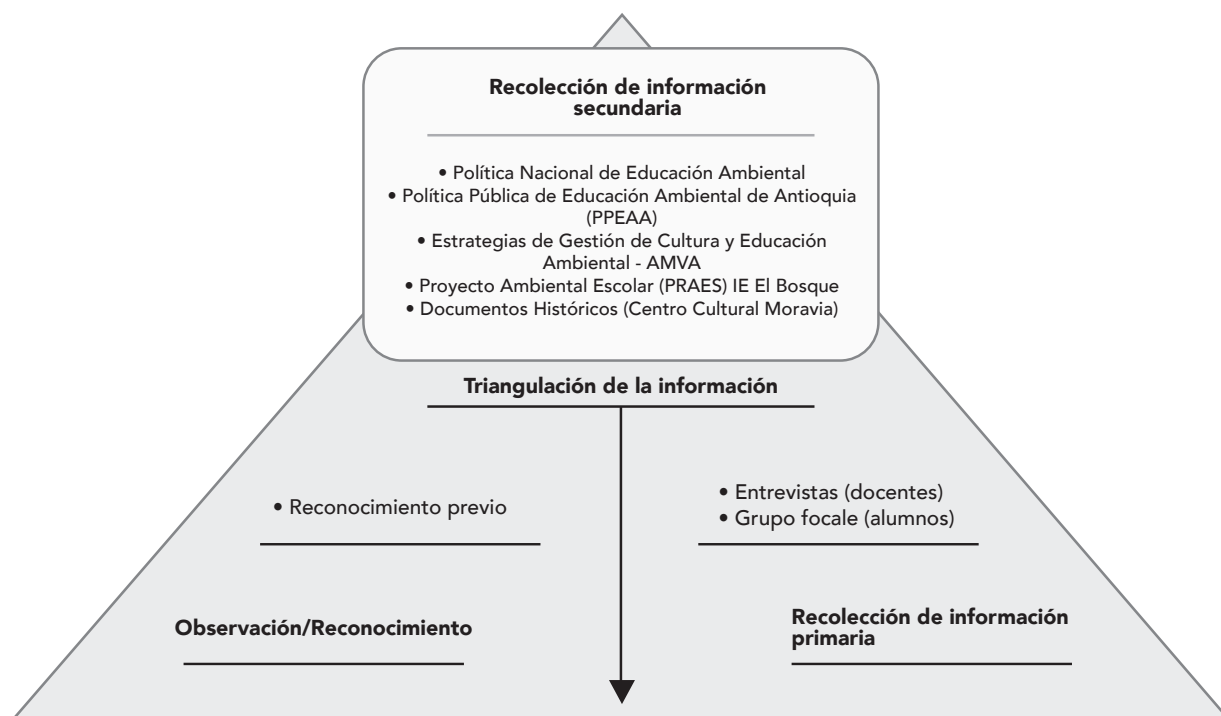 Recolección de información
secundaria
• Política Nacional de Educación Ambiental
• Política Pública de Educación Ambiental de Antioquia
(PPEAA)
• Estrategias de Gestión de Cultura y Educación
Ambiental - AMVA
• Proyecto Ambiental Escolar (PRAES) IE El Bosque
• Documentos Históricos (Centro Cultural Moravia)
Triangulación de la información
• Reconocimiento previo
• Entrevistas (docentes)
• Grupo focale (alumnos)
Observación/Reconocimiento
Recolección de información
primaria